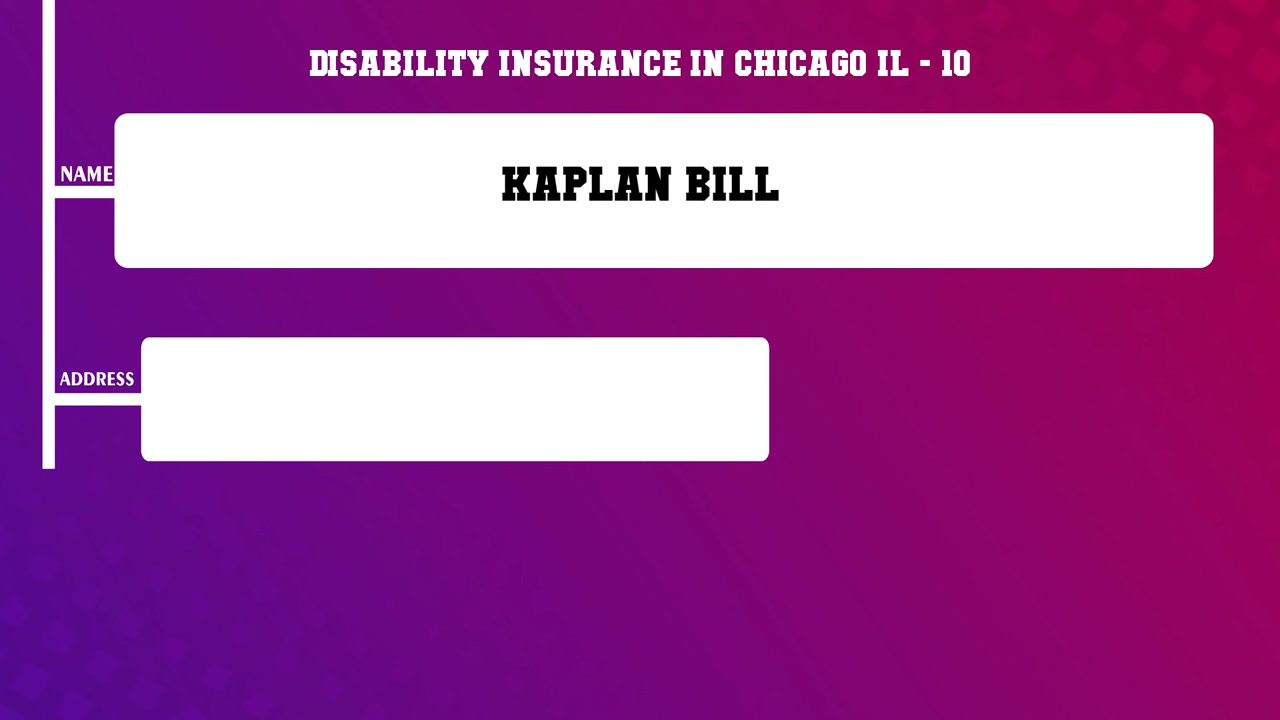 DISABILITY INSURANCE IN CHICAGO IL - 10
NAME
KAPLAN BILL
ADDRESS